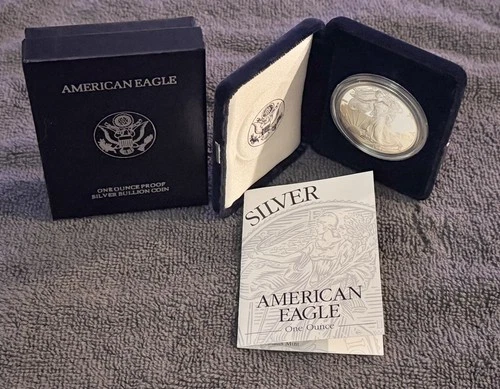 AMERICAN EAGLE
ONE OUNCE PROOF
SILVER BULLION COIN
SILVER
AMERICAN
EAGLE
One Ounce